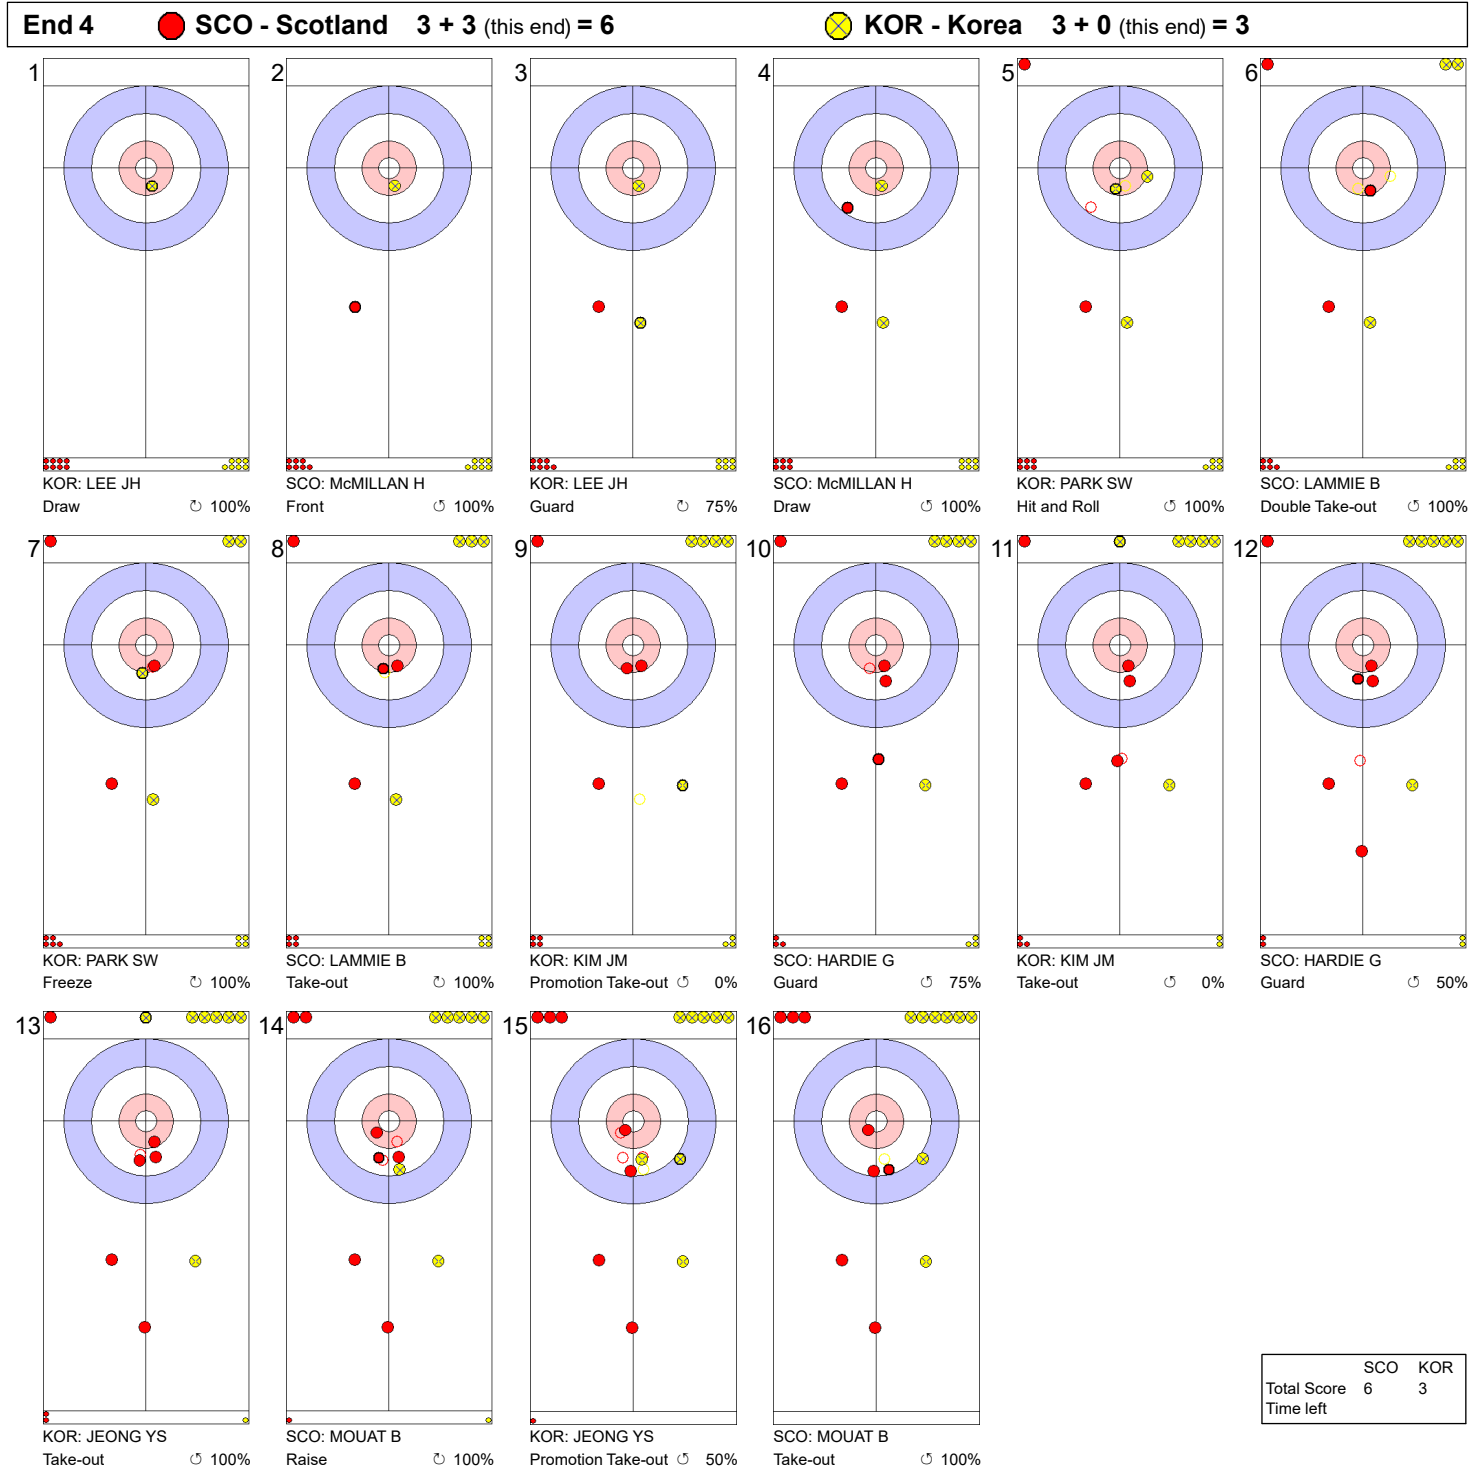 End 4 SCO - Scotland 3 + 3 (this end) = 6 KOR - Korea 3 + 0 (this end) = 3
1 2 3 4 5 6
KOR: LEE JH SCO: McMILLAN H KOR: LEE JH SCO: McMILLAN H KOR: PARK SW SCO: LAMMIE B
Draw ↻ 100% Front ↻ 100% Guard ↻ 75% Draw ↺ 100% Hit and Roll ↻ 100% Double Take-out ↺ 100%
7 8 9 10 11 12
KOR: PARK SW SCO: LAMMIE B KOR: KIM JM SCO: HARDIE G KOR: KIM JM SCO: HARDIE G
Freeze ↻ 100% Take-out ↻ 100% Promotion Take-out ↺ 0% Guard ↺ 75% Take-out ↺ 0% Guard ↺ 50%
13 14 15 16
KOR: JEONG YS SCO: MOUAT B KOR: JEONG YS SCO: MOUAT B
Take-out ↺ 100% Raise ↻ 100% Promotion Take-out ↺ 50% Take-out ↺ 100%
SCO KOR
Total Score 6 3
Time left